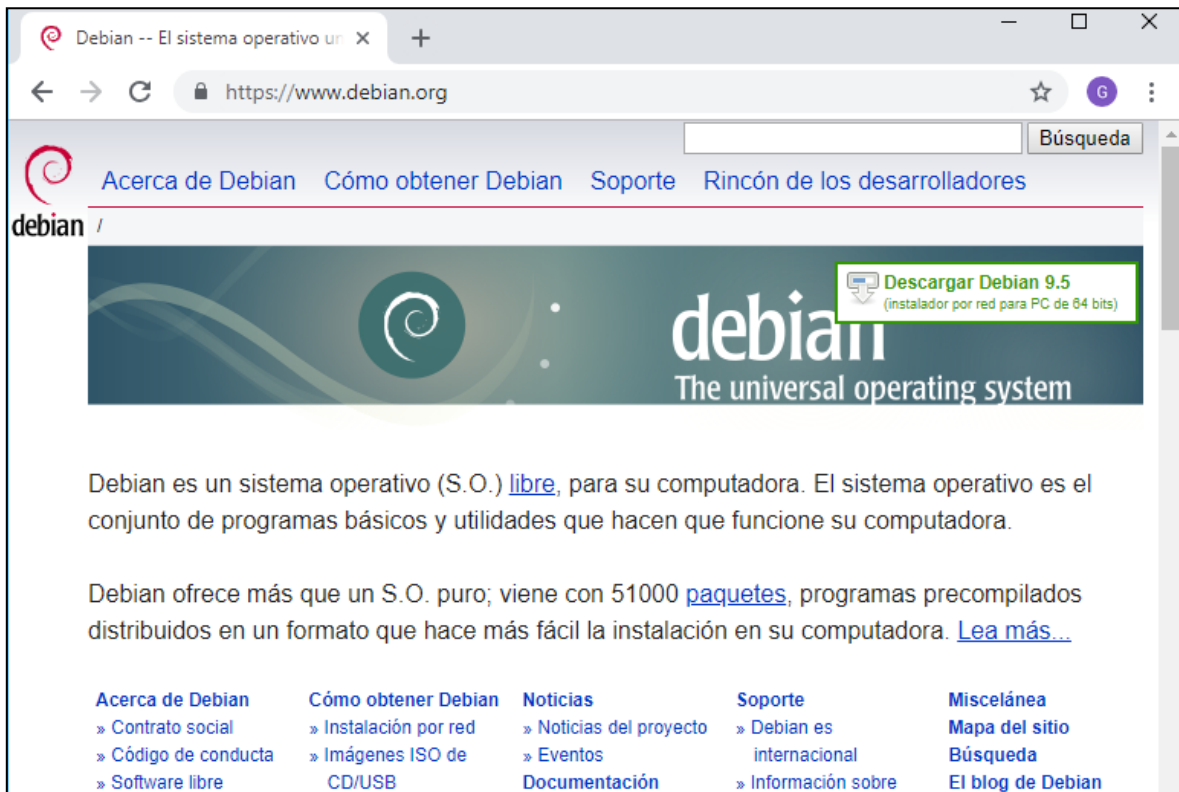 Debian -- El sistema operativo un
https://www.debian.org
G
Búsqueda
Acerca de Debian Cómo obtener Debian Soporte Rincón de los desarrolladores
debian /
Descargar Debian 9.5
(instalador por red para PC de 64 bits)
debian
The universal operating system
Debian es un sistema operativo (S.O.) libre, para su computadora. El sistema operativo es el
conjunto de programas básicos y utilidades que hacen que funcione su computadora.
Debian ofrece más que un S.O. puro; viene con 51000 paquetes, programas precompilados
distribuidos en un formato que hace más fácil la instalación en su computadora. Lea más...
Acerca de Debian
» Contrato social
» Código de conducta
» Software libre
Cómo obtener Debian
» Instalación por red
» Imágenes ISO de
CD/USB
Noticias
» Noticias del proyecto
» Eventos
Documentación
Soporte
» Debian es
internacional
» Información sobre
Miscelánea
Mapa del sitio
Búsqueda
El blog de Debian